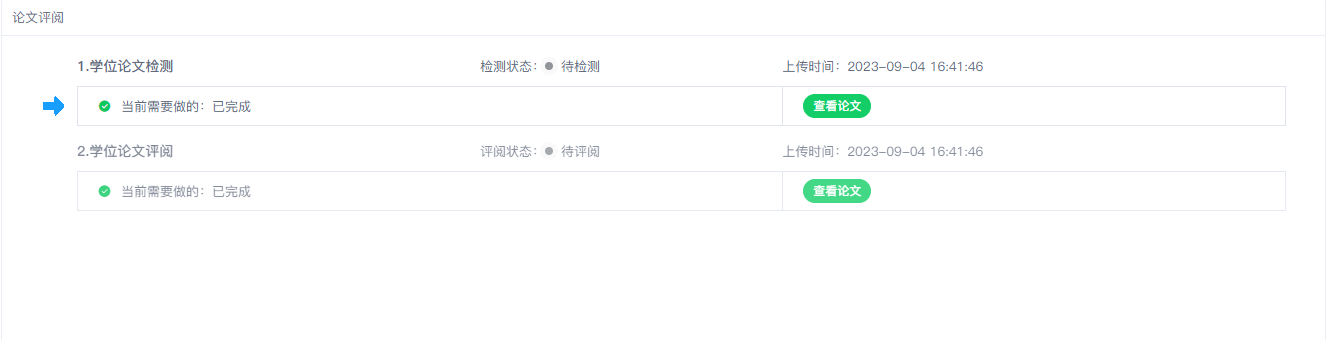 论文评阅
1.学位论文检测 检测状态： 待检测 上传时间：2023-09-04 16:41:46
当前需要做的：已完成 查看论文
2.学位论文评阅 评阅状态： 待评阅 上传时间：2023-09-04 16:41:46
当前需要做的：已完成 查看论文